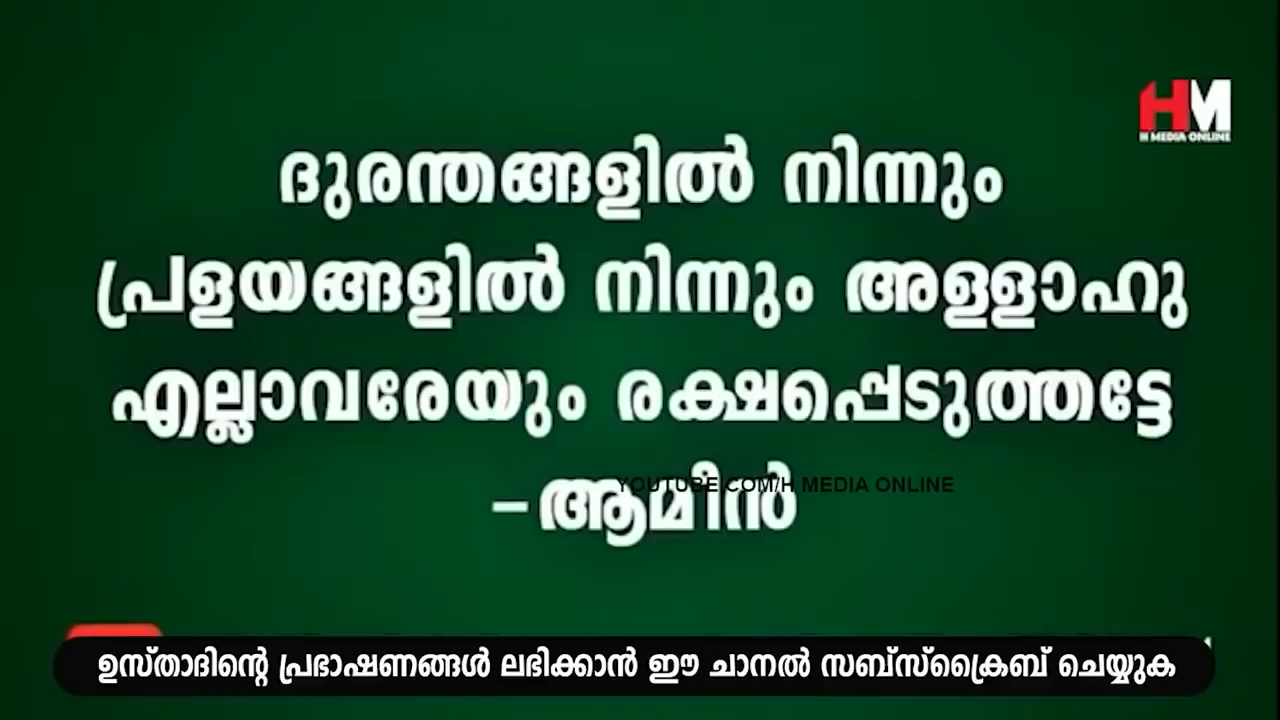 HM
H MEDIA ONLINE
ദുരന്തങ്ങളിൽ നിന്നും
പ്രളയങ്ങളിൽ നിന്നും അള്ളാഹു
എല്ലാവരേയും രക്ഷപ്പെടുത്തട്ടേ
YOUTUBE.COM/H MEDIA ONLINE
– ആമീൻ
ഉസ്താദിന്റെ പ്രഭാഷണങ്ങൾ ലഭിക്കാൻ ഈ ചാനൽ സബ്സ്ക്രൈബ് ചെയ്യുക